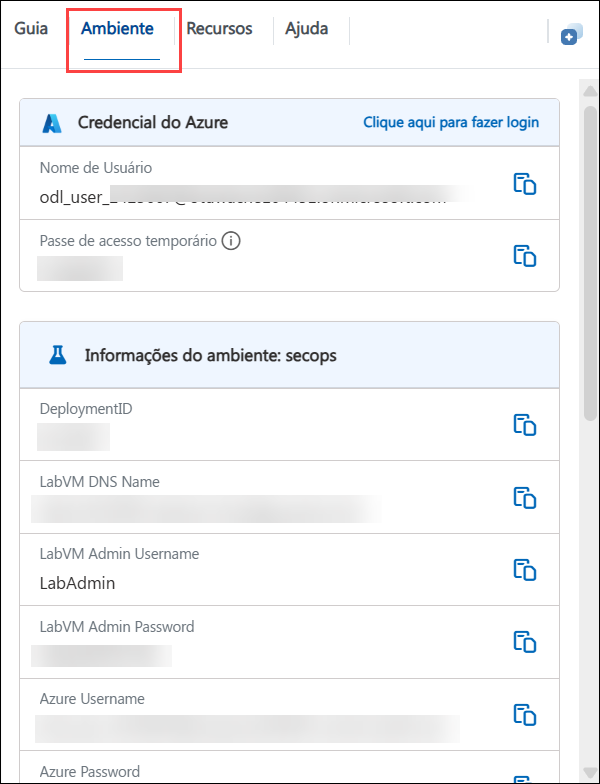 Guia Ambiente Recursos Ajuda
Credencial do Azure Clique aqui para fazer login
Nome de Usuário
odl_user_
Passe de acesso temporário
Informações do ambiente: secops
DeploymentID
LabVM DNS Name
LabVM Admin Username
LabAdmin
LabVM Admin Password
Azure Username
Azure Password